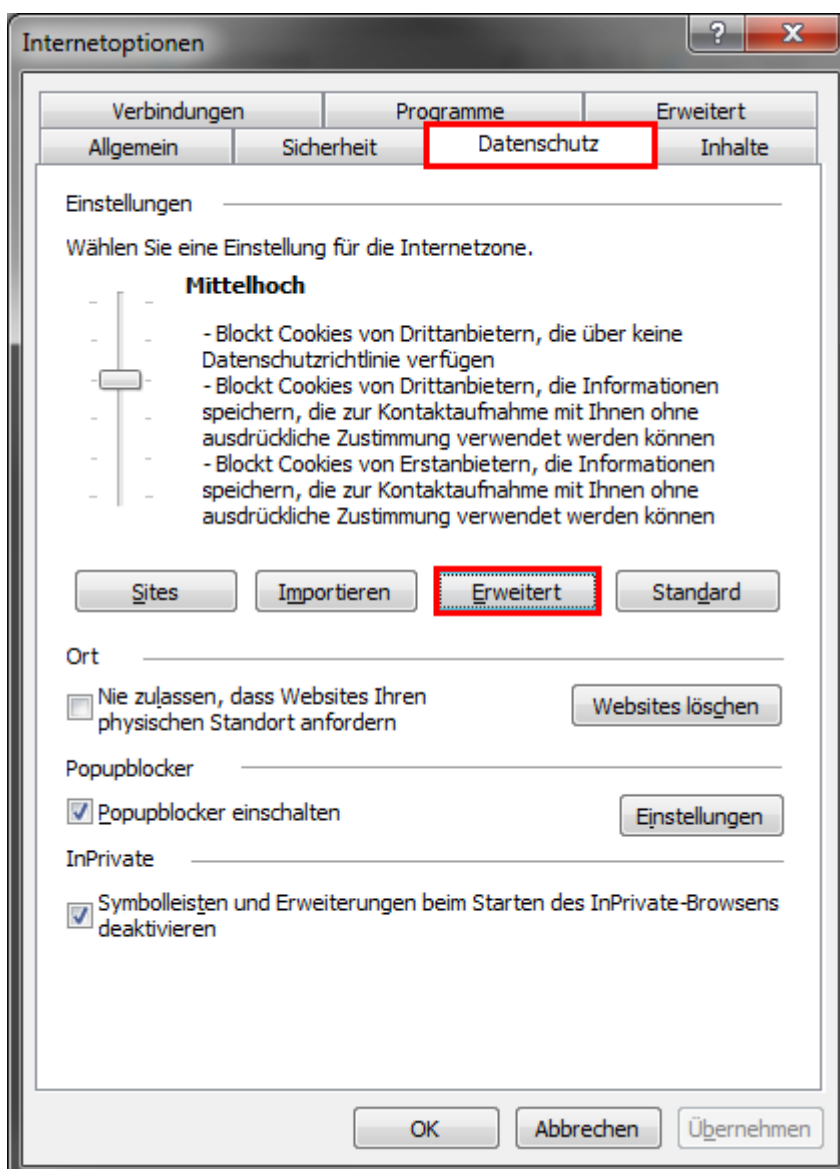 Internetoptionen
?
X
Verbindungen Programme Erweitert
Allgemein Sicherheit Datenschutz Inhalte
Einstellungen
Wählen Sie eine Einstellung für die Internetzone.
Mittelhoch
- Blockt Cookies von Drittanbietern, die über keine
Datenschutzrichtlinie verfügen
- Blockt Cookies von Drittanbietern, die Informationen
speichern, die zur Kontaktaufnahme mit Ihnen ohne
ausdrückliche Zustimmung verwendet werden können
- Blockt Cookies von Erstanbietern, die Informationen
speichern, die zur Kontaktaufnahme mit Ihnen ohne
ausdrückliche Zustimmung verwendet werden können
Sites Importieren Erweitert Standard
Ort
Nie zulassen, dass Websites Ihren
physischen Standort anfordern
Websites löschen
Popupblocker
Popupblocker einschalten
Einstellungen
InPrivate
Symbolleisten und Erweiterungen beim Starten des InPrivate-Browsens
deaktivieren
OK Abbrechen Übernehmen